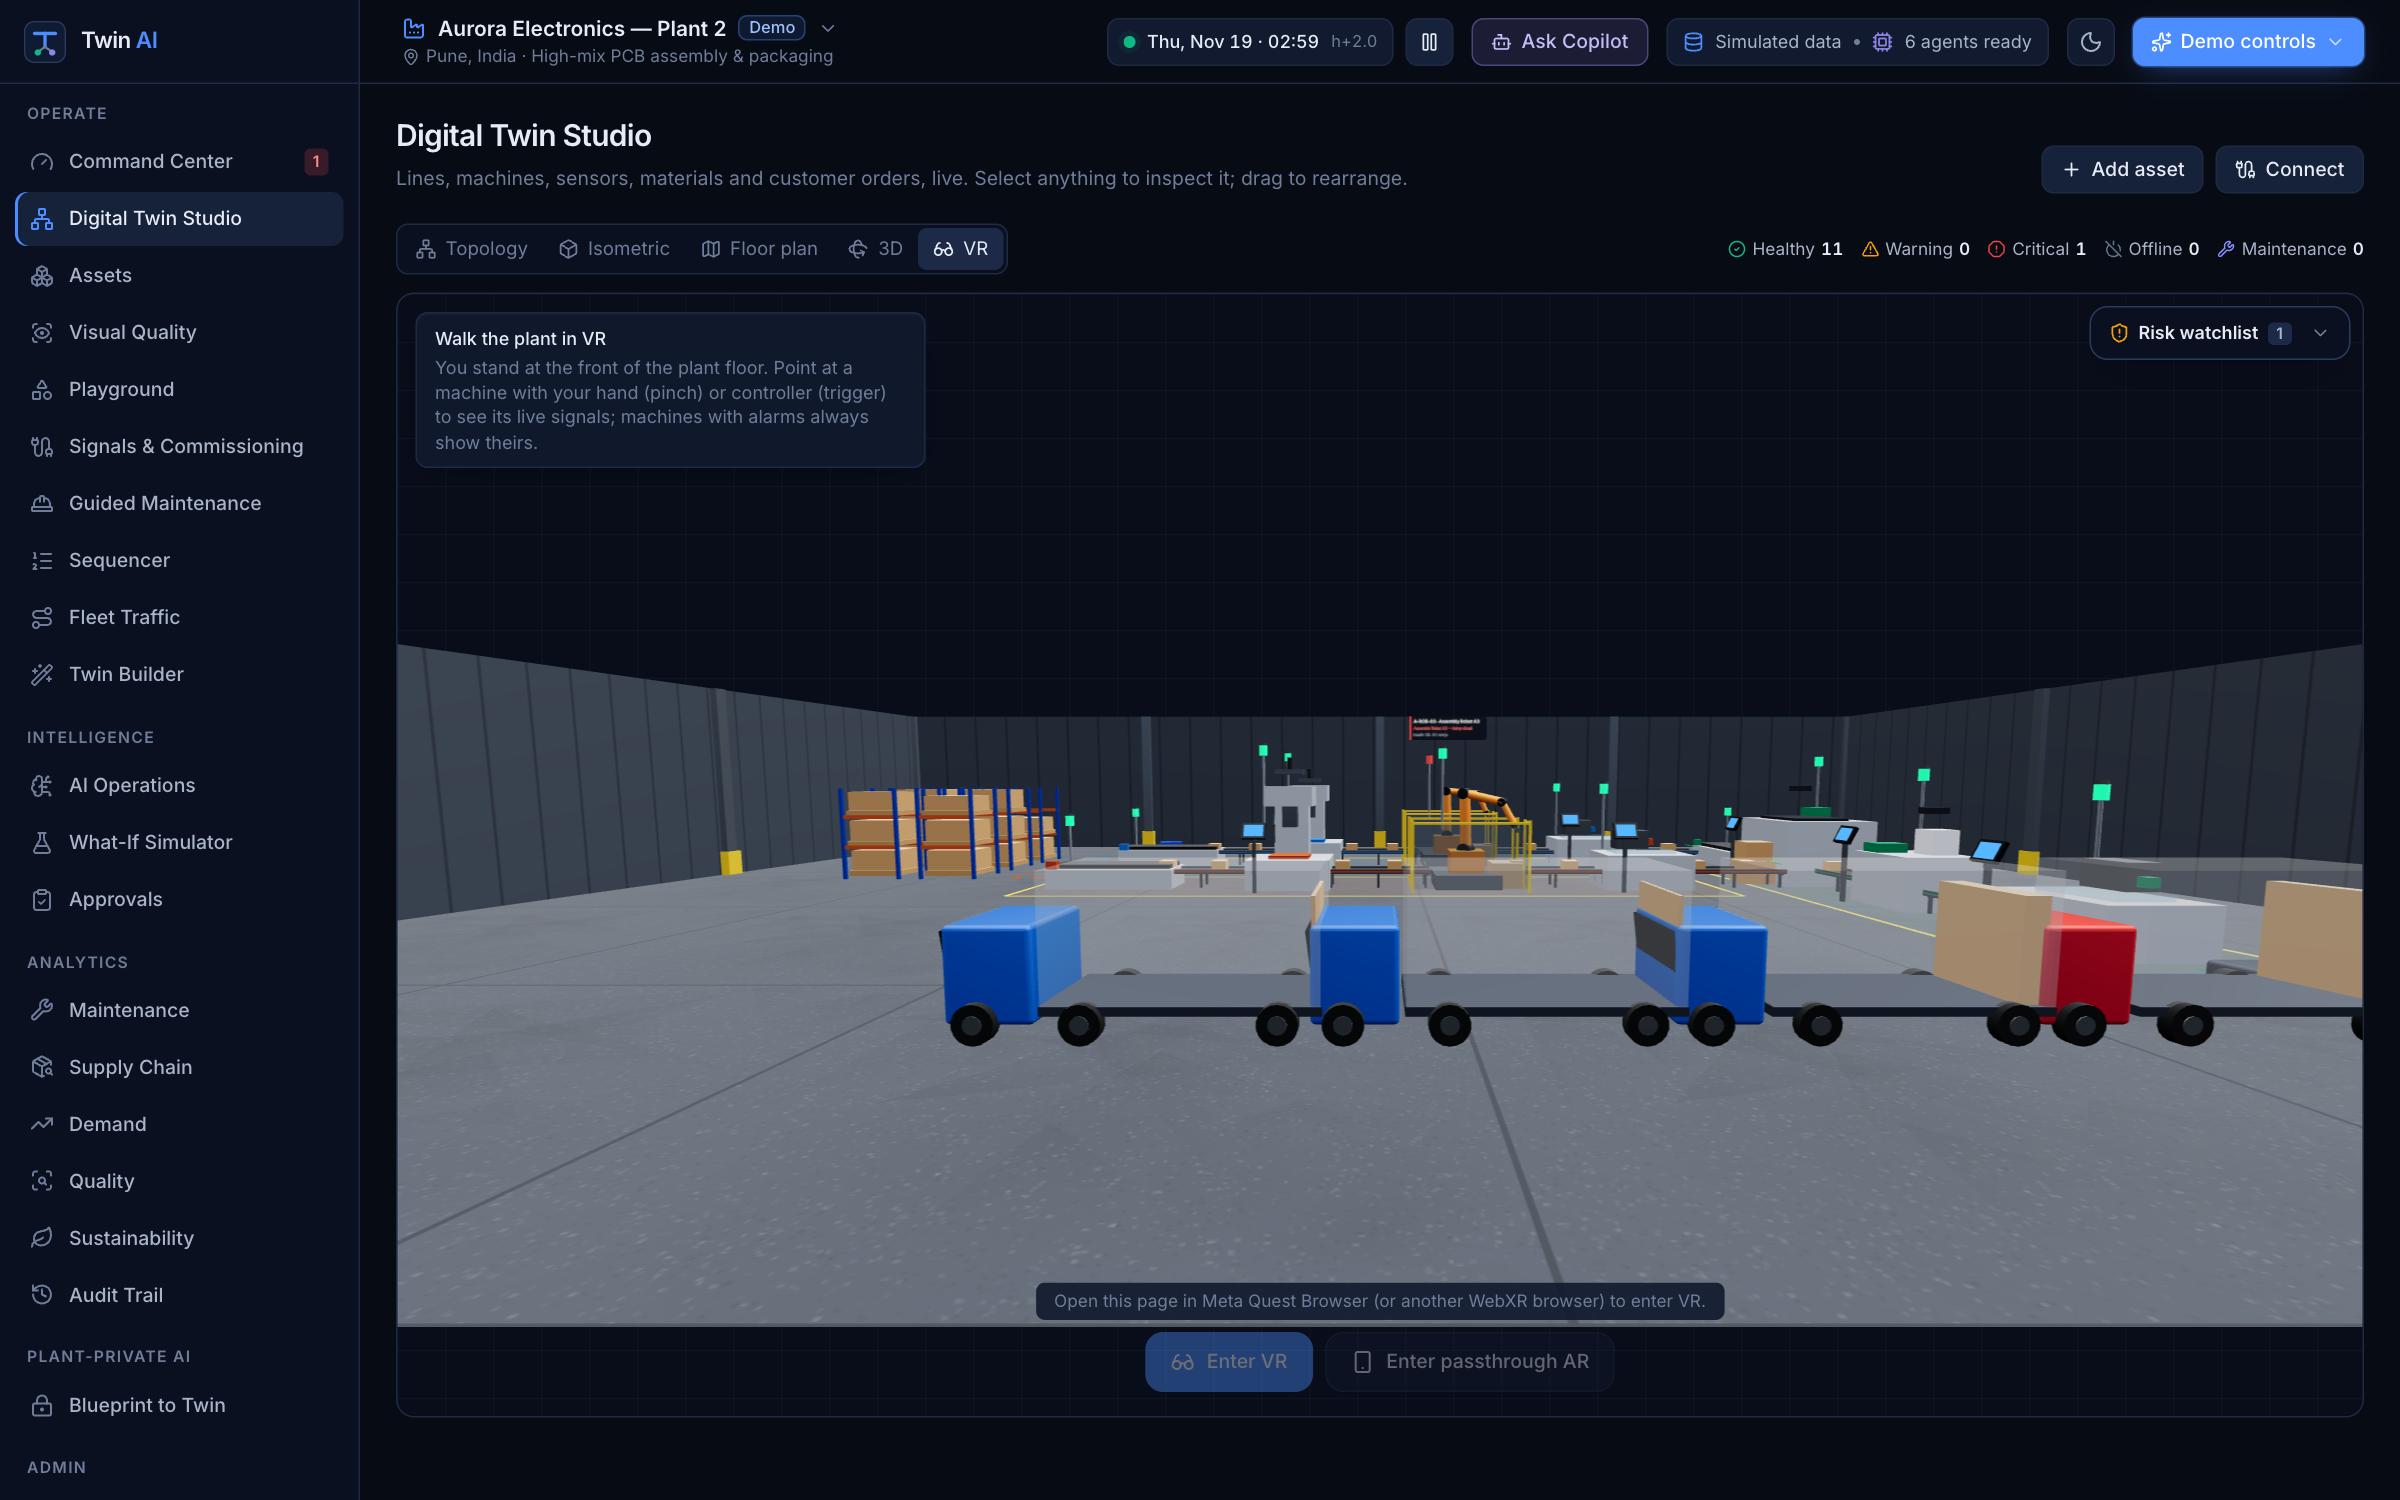 Twin AI
Aurora Electronics — Plant 2
Demo
Pune, India · High-mix PCB assembly & packaging
Thu, Nov 19 · 02:59 h+2.0
Ask Copilot
Simulated data • 6 agents ready
Demo controls
OPERATE
Command Center 1
Digital Twin Studio
Assets
Visual Quality
Playground
Signals & Commissioning
Guided Maintenance
Sequencer
Fleet Traffic
Twin Builder
INTELLIGENCE
AI Operations
What-If Simulator
Approvals
ANALYTICS
Maintenance
Supply Chain
Demand
Quality
Sustainability
Audit Trail
PLANT-PRIVATE AI
Blueprint to Twin
ADMIN
Digital Twin Studio
Lines, machines, sensors, materials and customer orders, live. Select anything to inspect it; drag to rearrange.
Add asset
Connect
Topology
Isometric
Floor plan
3D
VR
Healthy 11
Warning 0
Critical 1
Offline 0
Maintenance 0
Walk the plant in VR
You stand at the front of the plant floor. Point at a
machine with your hand (pinch) or controller (trigger)
to see its live signals; machines with alarms always
show theirs.
Risk watchlist 1
Open this page in Meta Quest Browser (or another WebXR browser) to enter VR.
Enter VR
Enter passthrough AR